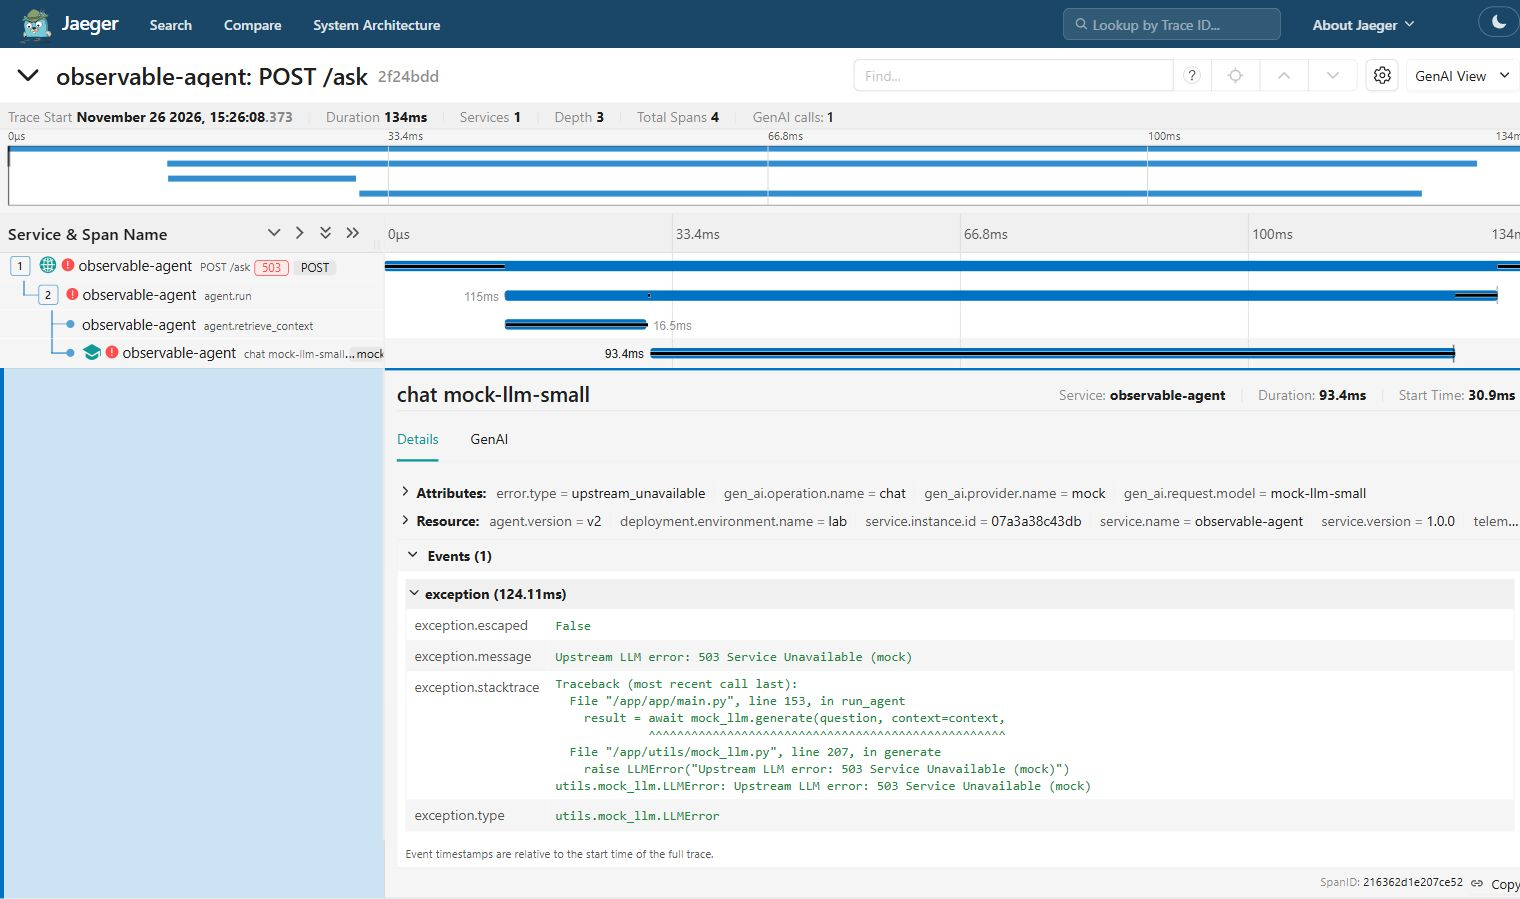 Jaeger Search Compare System Architecture Lookup by Trace ID... About Jaeger
observable-agent: POST /ask 2f24bdd Find... ? GenAI View
Trace Start November 26 2026, 15:26:08.373 Duration 134ms Services 1 Depth 3 Total Spans 4 GenAI calls: 1
0μs 33.4ms 66.8ms 100ms 134m
Service & Span Name 0μs 33.4ms 66.8ms 100ms 134m
1 observable-agent POST /ask 503 POST
2 observable-agent agent.run 115ms
observable-agent agent.retrieve_context 16.5ms
observable-agent chat mock-llm-small... mock 93.4ms
chat mock-llm-small Service: observable-agent Duration: 93.4ms Start Time: 30.9ms
Details GenAI
Attributes: error.type = upstream_unavailable gen_ai.operation.name = chat gen_ai.provider.name = mock gen_ai.request.model = mock-llm-small
Resource: agent.version = v2 deployment.environment.name = lab service.instance.id = 07a3a38c43db service.name = observable-agent service.version = 1.0.0 telem...
Events (1)
exception (124.11ms)
exception.escaped False
exception.message Upstream LLM error: 503 Service Unavailable (mock)
exception.stacktrace Traceback (most recent call last):
File "/app/app/main.py", line 153, in run_agent
result = await mock_llm.generate(question, context=context,
^^^^^^^^^^^^^^^^^^^^^^^^^^^^^^^^^^^^^^^^^^^^^^^^^^
File "/app/utils/mock_llm.py", line 207, in generate
raise LLMError("Upstream LLM error: 503 Service Unavailable (mock)")
utils.mock_llm.LLMError: Upstream LLM error: 503 Service Unavailable (mock)
exception.type utils.mock_llm.LLMError
Event timestamps are relative to the start time of the full trace.
SpanID: 216362d1e207ce52 Copy